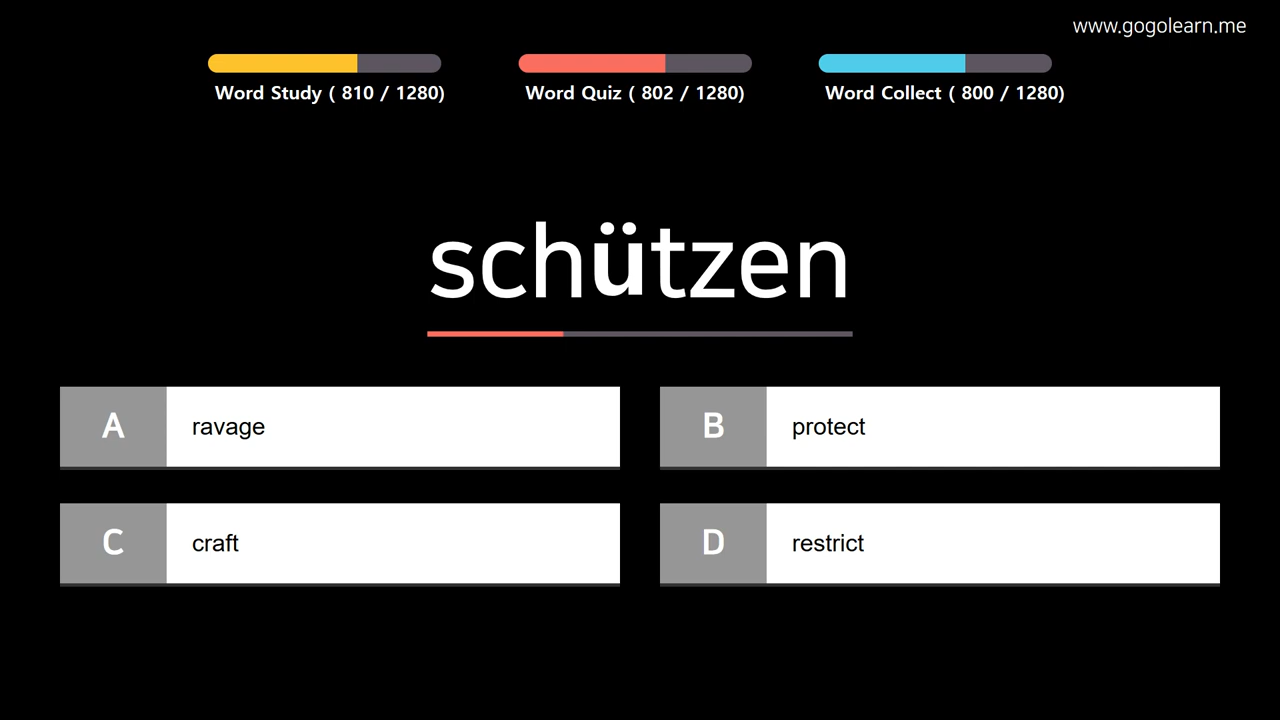 www.gogolearn.me
Word Study ( 810 / 1280)
Word Quiz ( 802 / 1280)
Word Collect ( 800 / 1280)
schützen
A ravage
B protect
C craft
D restrict